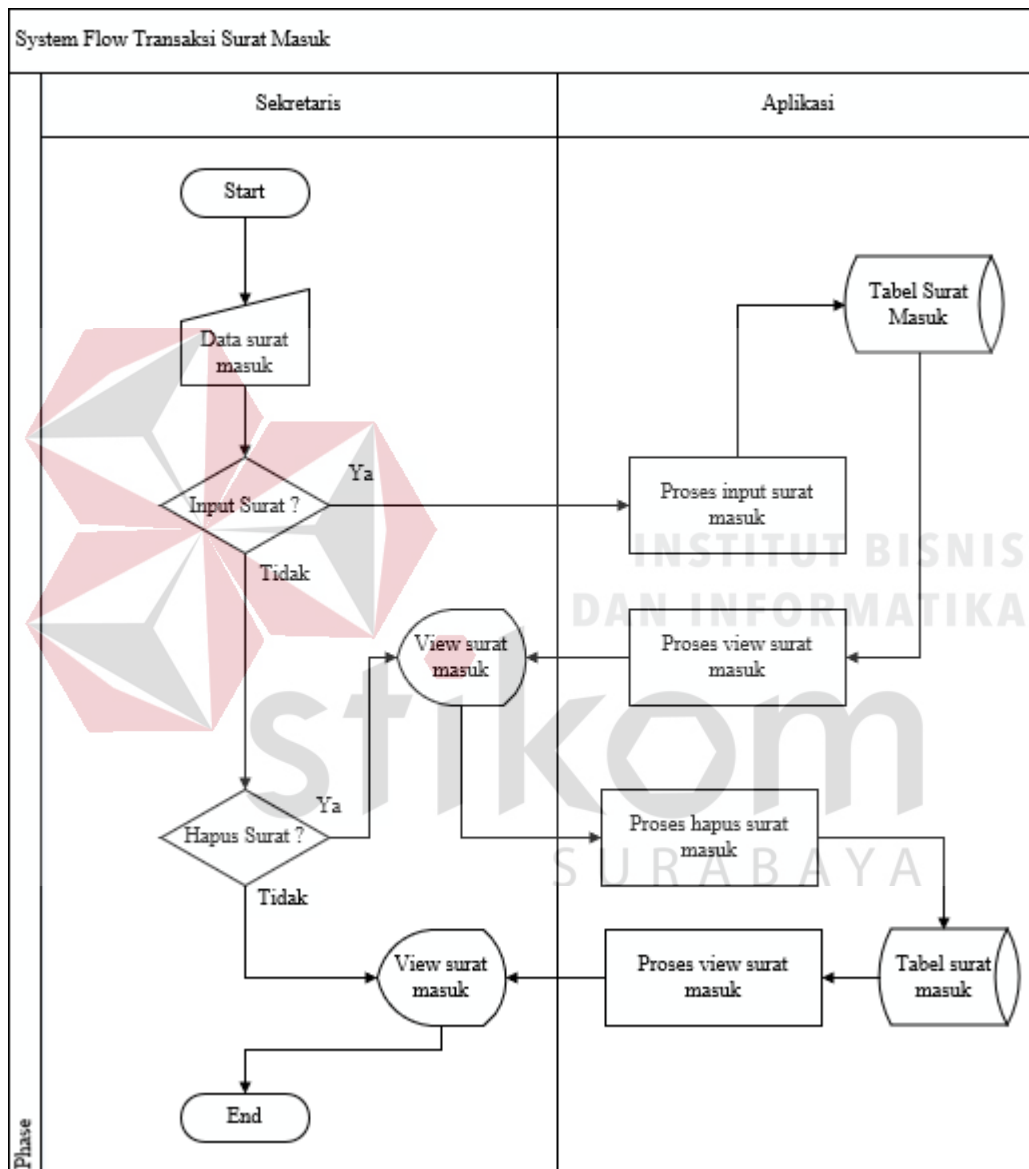 System Flow Transaksi Surat Masuk
Sekretaris
Aplikasi
Start
Tabel Surat
Masuk
Data surat
masuk
Ya
Input Surat ?
Proses input surat
masuk
INSTITUT BISNIS
DAN INFORMATIKA
Tidak
View surat
masuk
Proses view surat
masuk
stikom
Ya
Hapus Surat ?
Proses hapus surat
masuk
SURABAYA
Tidak
View surat
masuk
Proses view surat
masuk
Tabel surat
masuk
End
Phase